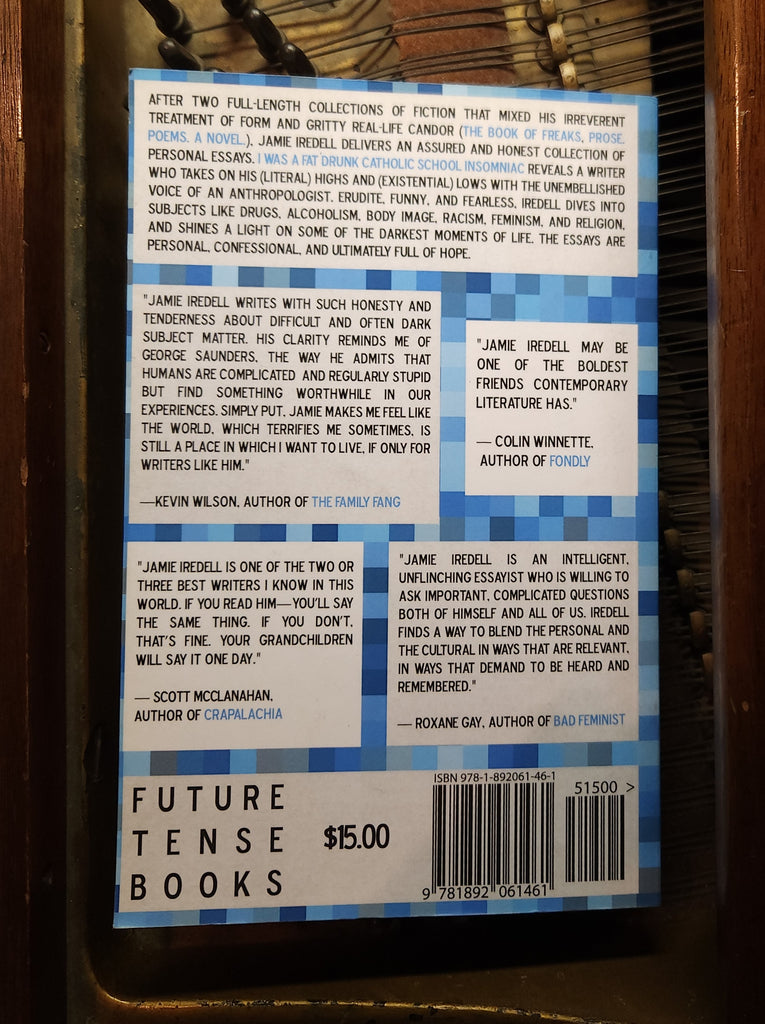 AFTER TWO FULL-LENGTH COLLECTIONS OF FICTION THAT MIXED HIS IRREVERENT
TREATMENT OF FORM AND GRITTY REAL-LIFE CANDOR (THE BOOK OF FREAKS, PROSE.
POEMS. A NOVEL.), JAMIE IREDELL DELIVERS AN ASSURED AND HONEST COLLECTION OF
PERSONAL ESSAYS. I WAS A FAT DRUNK CATHOLIC SCHOOL INSOMNIAC REVEALS A WRITER
WHO TAKES ON HIS (LITERAL) HIGHS AND (EXISTENTIAL) LOWS WITH THE UNEMBELLISHED
VOICE OF AN ANTHROPOLOGIST. ERUDITE, FUNNY, AND FEARLESS, IREDELL DIVES INTO
SUBJECTS LIKE DRUGS, ALCOHOLISM, BODY IMAGE, RACISM, FEMINISM, AND RELIGION,
AND SHINES A LIGHT ON SOME OF THE DARKEST MOMENTS OF LIFE. THE ESSAYS ARE
PERSONAL, CONFESSIONAL, AND ULTIMATELY FULL OF HOPE.
"JAMIE IREDELL WRITES WITH SUCH HONESTY AND
TENDERNESS ABOUT DIFFICULT AND OFTEN DARK
SUBJECT MATTER. HIS CLARITY REMINDS ME OF
GEORGE SAUNDERS, THE WAY HE ADMITS THAT
HUMANS ARE COMPLICATED AND REGULARLY STUPID
BUT FIND SOMETHING WORTHWHILE IN OUR
EXPERIENCES. SIMPLY PUT, JAMIE MAKES ME FEEL LIKE
THE WORLD, WHICH TERRIFIES ME SOMETIMES, IS
STILL A PLACE IN WHICH I WANT TO LIVE, IF ONLY FOR
WRITERS LIKE HIM."
—KEVIN WILSON, AUTHOR OF THE FAMILY FANG
"JAMIE IREDELL MAY BE
ONE OF THE BOLDEST
FRIENDS CONTEMPORARY
LITERATURE HAS."
— COLIN WINNETTE,
AUTHOR OF FONDLY
"JAMIE IREDELL IS ONE OF THE TWO OR
THREE BEST WRITERS I KNOW IN THIS
WORLD. IF YOU READ HIM—YOU'LL SAY
THE SAME THING. IF YOU DON'T,
THAT'S FINE. YOUR GRANDCHILDREN
WILL SAY IT ONE DAY."
— SCOTT MCCLANAHAN,
AUTHOR OF CRAPALACHIA
"JAMIE IREDELL IS AN INTELLIGENT,
UNFLINCHING ESSAYIST WHO IS WILLING TO
ASK IMPORTANT, COMPLICATED QUESTIONS
BOTH OF HIMSELF AND ALL OF US. IREDELL
FINDS A WAY TO BLEND THE PERSONAL AND
THE CULTURAL IN WAYS THAT ARE RELEVANT,
IN WAYS THAT DEMAND TO BE HEARD AND
REMEMBERED."
— ROXANE GAY, AUTHOR OF BAD FEMINIST
FUTURE
TENSE
BOOKS
$15.00
ISBN 978-1-892061-46-1
51500 >
9 781892 061461